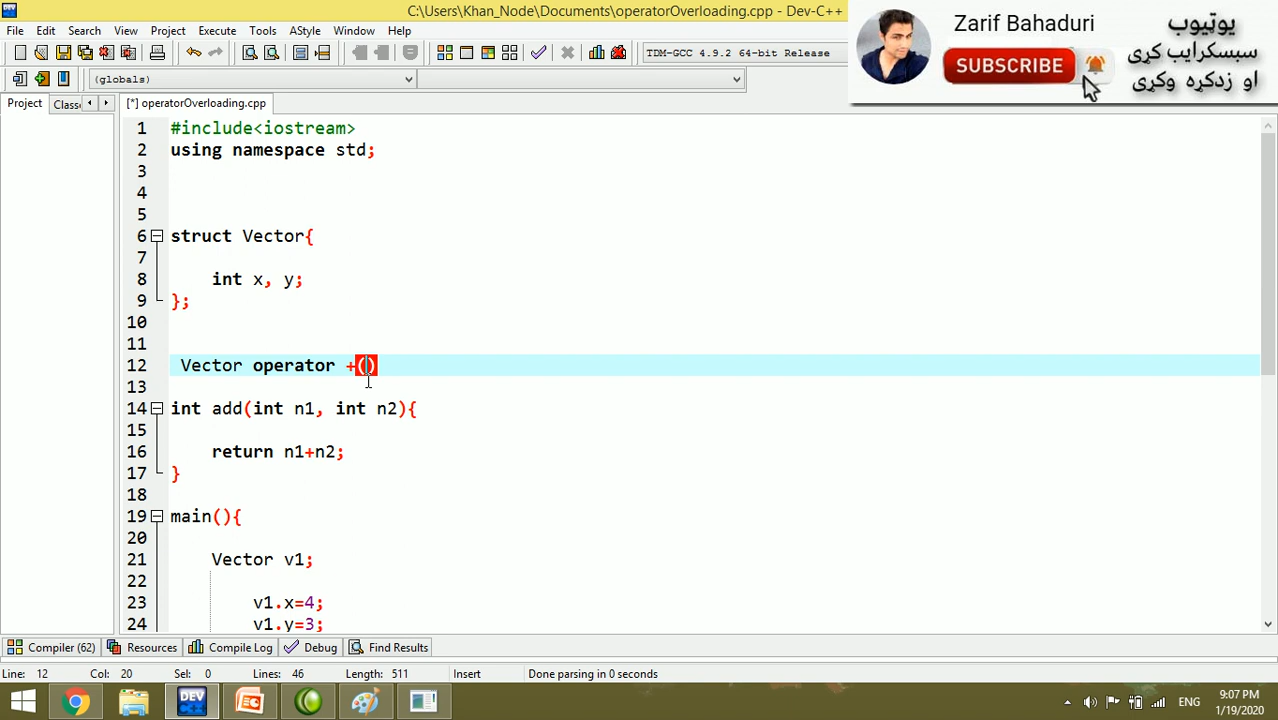 C:\Users\Khan_Node\Documents\operatorOverloading.cpp - Dev-C++
File Edit Search View Project Execute Tools AStyle Window Help
TDM-GCC 4.9.2 64-bit Release
(globals)
Project Classe [*] operatorOverloading.cpp
Zarif Bahaduri
SUBSCRIBE
یوټیوب
سبسکرایب کړی
او زدکړه وکړی
1 #include<iostream>
2 using namespace std;
3
4
5
6 struct Vector{
7
8 int x, y;
9 };
10
11
12 Vector operator +()
13
14 int add(int n1, int n2){
15
16 return n1+n2;
17 }
18
19 main(){
20
21 Vector v1;
22
23 v1.x=4;
24 v1.y=3;
Compiler (62) Resources Compile Log Debug Find Results
Line: 12 Col: 20 Sel: 0 Lines: 46 Length: 511 Insert Done parsing in 0 seconds
DEV C++ ENG 9:07 PM
1/19/2020